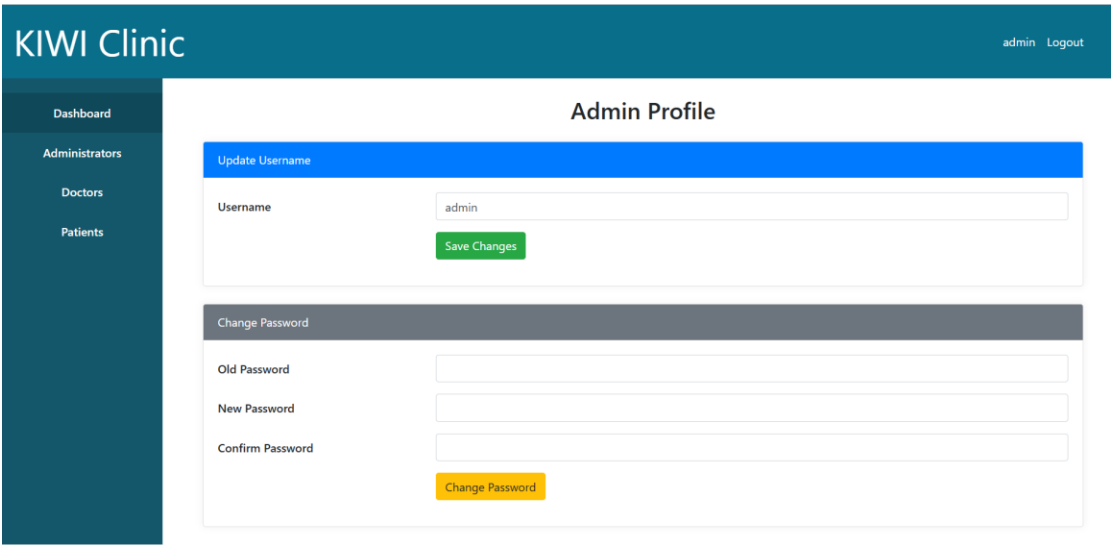 KIWI Clinic
admin Logout
Dashboard
Administrators
Doctors
Patients
Admin Profile
Update Username
Username
admin
Save Changes
Change Password
Old Password
New Password
Confirm Password
Change Password